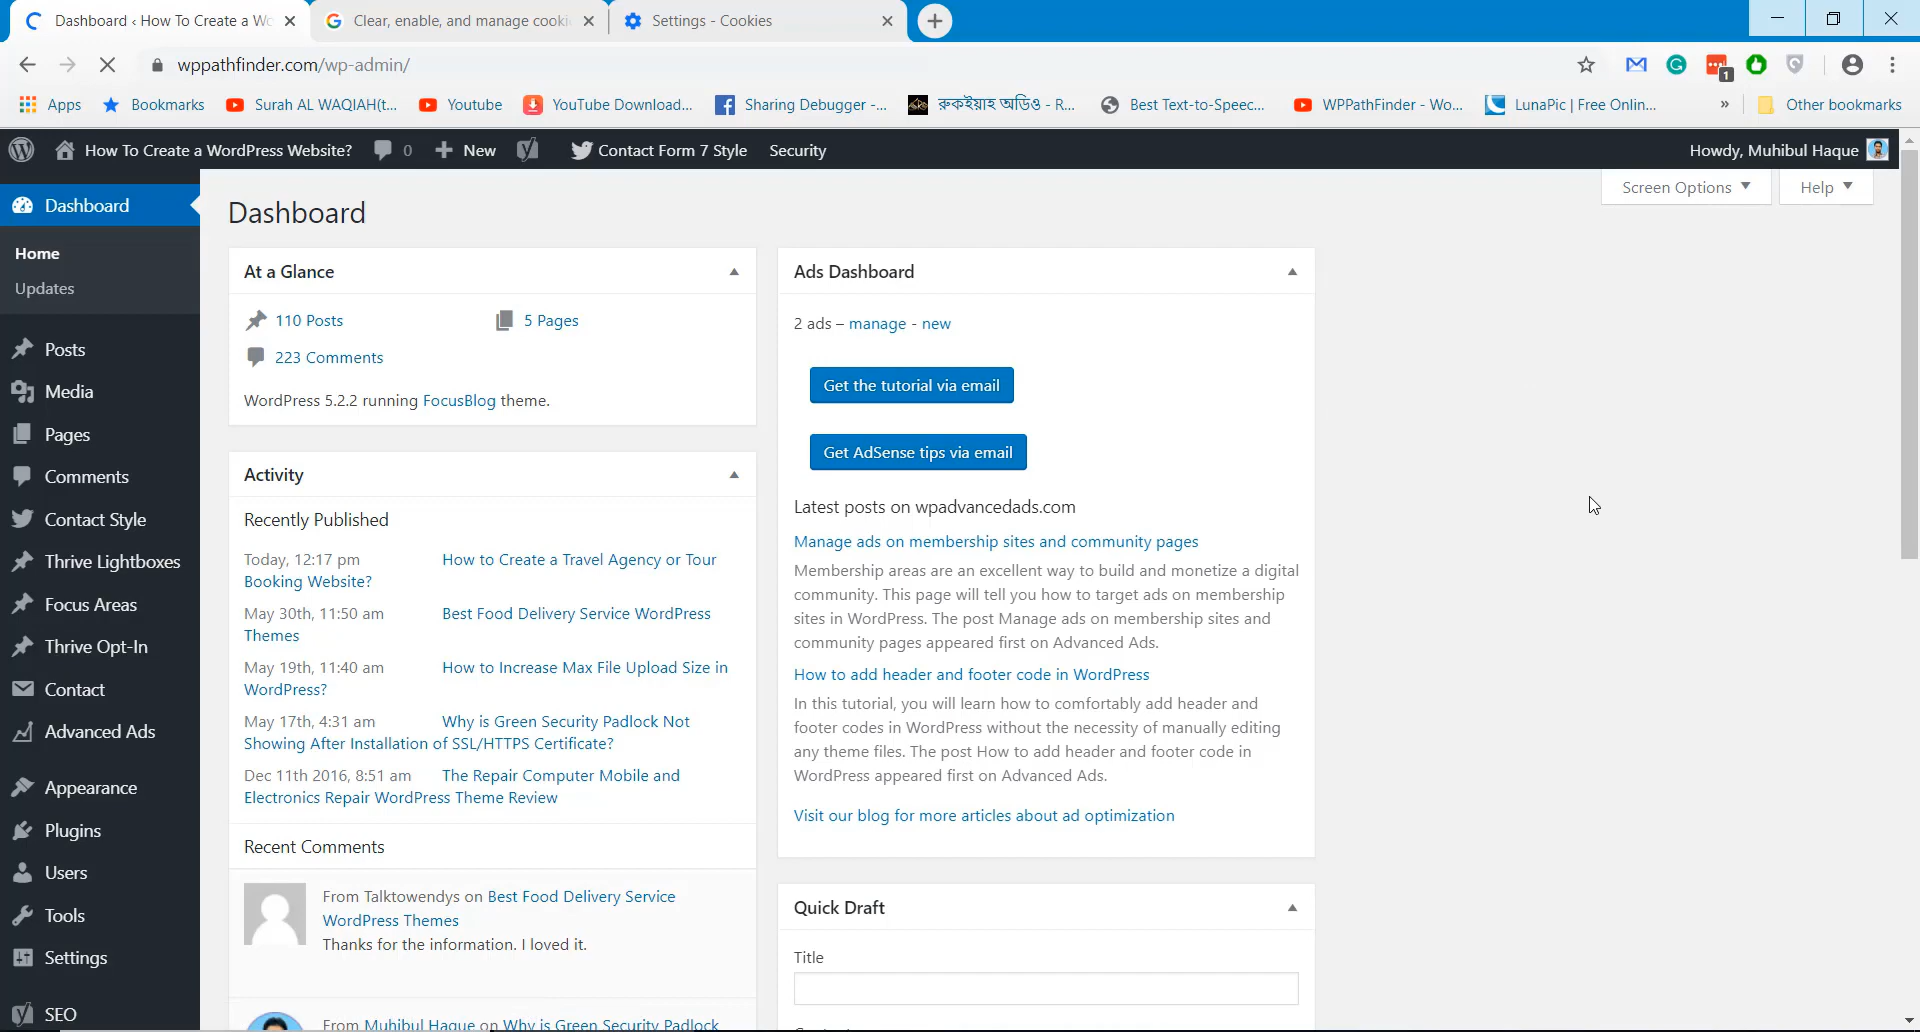 Dashboard ‹ How To Create a Wo
Clear, enable, and manage cooki
Settings - Cookies
wppathfinder.com/wp-admin/
1
Apps
Bookmarks
Surah AL WAQIAH(t...
Youtube
YouTube Download...
Sharing Debugger -...
রুকইয়াহ অডিও - R...
Best Text-to-Speec...
WPPathFinder - Wo...
LunaPic | Free Onlin...
»
Other bookmarks
How To Create a WordPress Website?
0
New
Contact Form 7 Style
Security
Howdy, Muhibul Haque
Dashboard
Home
Updates
Posts
Media
Pages
Comments
Contact Style
Thrive Lightboxes
Focus Areas
Thrive Opt-In
Contact
Advanced Ads
Appearance
Plugins
Users
Tools
Settings
SEO
Screen Options
Help
Dashboard
At a Glance
110 Posts
5 Pages
223 Comments
WordPress 5.2.2 running FocusBlog theme.
Activity
Recently Published
Today, 12:17 pm How to Create a Travel Agency or Tour
Booking Website?
May 30th, 11:50 am Best Food Delivery Service WordPress
Themes
May 19th, 11:40 am How to Increase Max File Upload Size in
WordPress?
May 17th, 4:31 am Why is Green Security Padlock Not
Showing After Installation of SSL/HTTPS Certificate?
Dec 11th 2016, 8:51 am The Repair Computer Mobile and
Electronics Repair WordPress Theme Review
Recent Comments
From Talktowendys on Best Food Delivery Service
WordPress Themes
Thanks for the information. I loved it.
From Muhibul Haque on Why is Green Security Padlock
Ads Dashboard
2 ads – manage - new
Get the tutorial via email
Get AdSense tips via email
Latest posts on wpadvancedads.com
Manage ads on membership sites and community pages
Membership areas are an excellent way to build and monetize a digital
community. This page will tell you how to target ads on membership
sites in WordPress. The post Manage ads on membership sites and
community pages appeared first on Advanced Ads.
How to add header and footer code in WordPress
In this tutorial, you will learn how to comfortably add header and
footer codes in WordPress without the necessity of manually editing
any theme files. The post How to add header and footer code in
WordPress appeared first on Advanced Ads.
Visit our blog for more articles about ad optimization
Quick Draft
Title